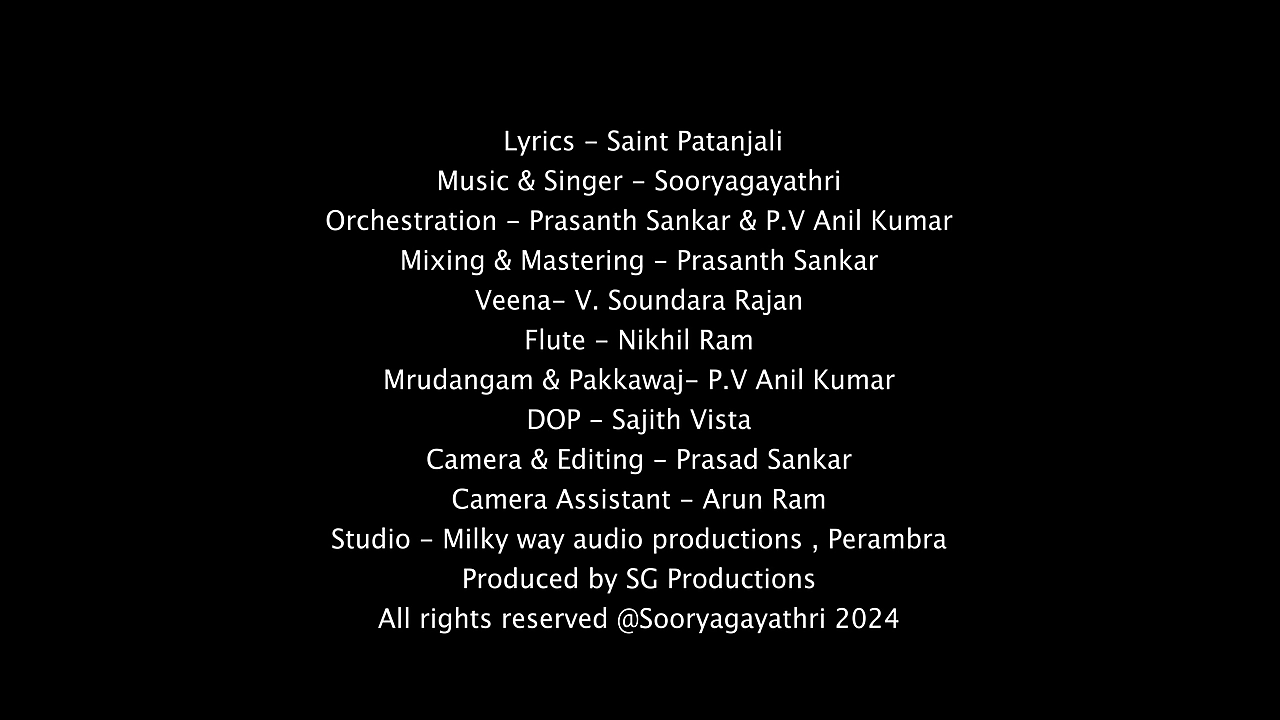 Lyrics – Saint Patanjali
Music & Singer – Sooryagayathri
Orchestration – Prasanth Sankar & P.V Anil Kumar
Mixing & Mastering – Prasanth Sankar
Veena– V. Soundara Rajan
Flute – Nikhil Ram
Mrudangam & Pakkawaj– P.V Anil Kumar
DOP – Sajith Vista
Camera & Editing – Prasad Sankar
Camera Assistant – Arun Ram
Studio – Milky way audio productions , Perambra
Produced by SG Productions
All rights reserved @Sooryagayathri 2024